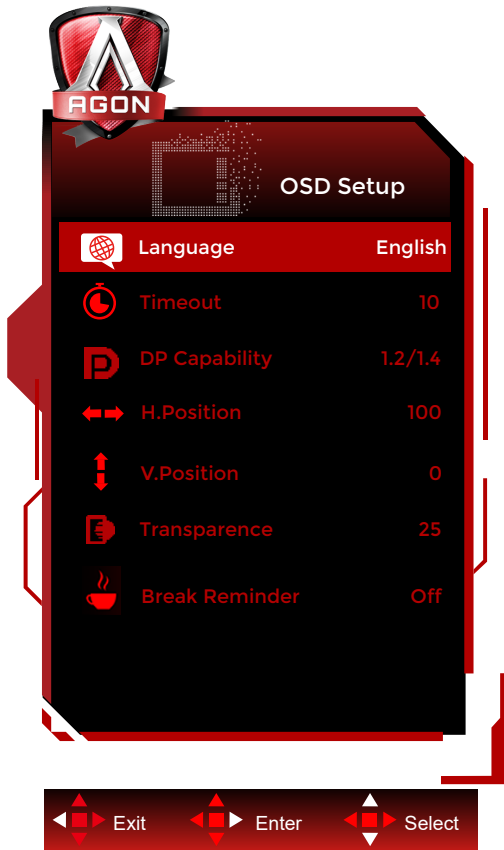 AGON
OSD Setup
Language English
Timeout 10
DP Capability 1.2/1.4
H.Position 100
V.Position 0
Transparence 25
Break Reminder Off
Exit Enter Select